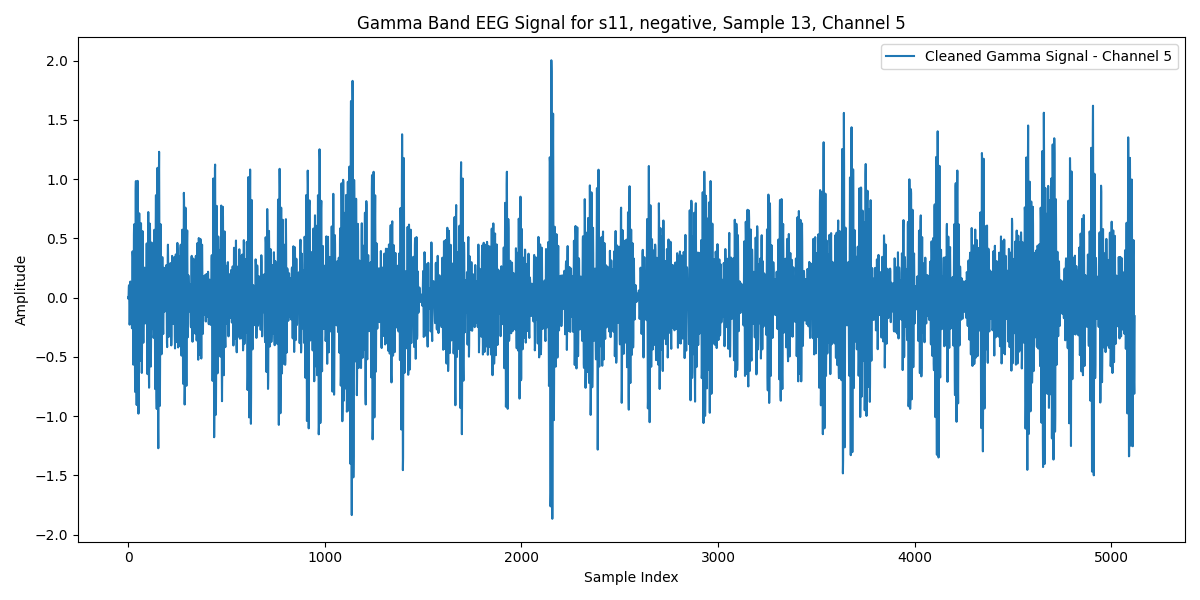 Gamma Band EEG Signal for s11, negative, Sample 13, Channel 5
Cleaned Gamma Signal - Channel 5
Amplitude
2.0
1.5
1.0
0.5
0.0
−0.5
−1.0
−1.5
−2.0
0 1000 2000 3000 4000 5000
Sample Index